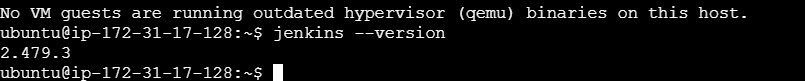 No VM guests are running outdated hypervisor (qemu) binaries on this host.
ubuntu@ip-172-31-17-128:~$ jenkins --version
2.479.3
ubuntu@ip-172-31-17-128:~$